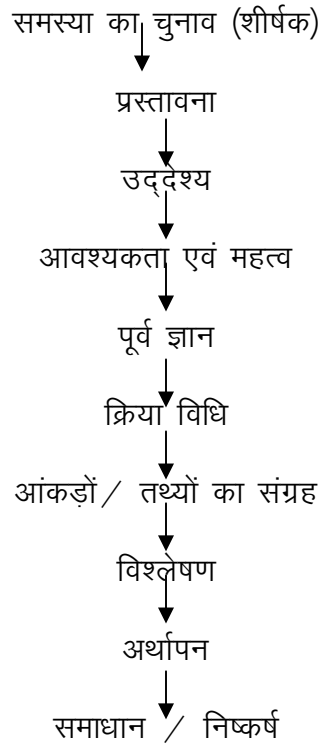 समस्या का चुनाव (शीर्षक)
प्रस्तावना
उद्देश्य
आवश्यकता एवं महत्व
पूर्व ज्ञान
क्रिया विधि
आंकड़ों / तथ्यों का संग्रह
विश्लेषण
अर्थापन
समाधान / निष्कर्ष